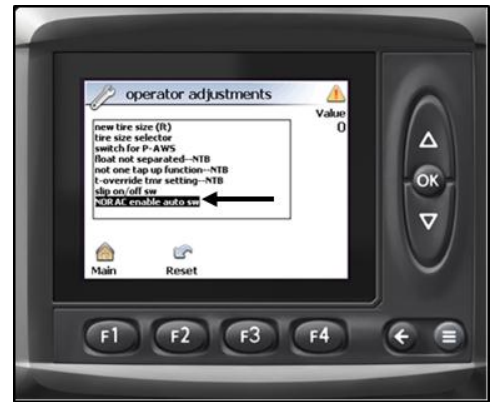 operator adjustments
Value
0
new tire size (ft)
tire size selector
switch for P-AWS
float not separated--NTB
not one tap up function--NTB
t-override tmr setting--NTB
slip on/off sw
NORAC enable auto sw
Main
Reset
OK
F1
F2
F3
F4